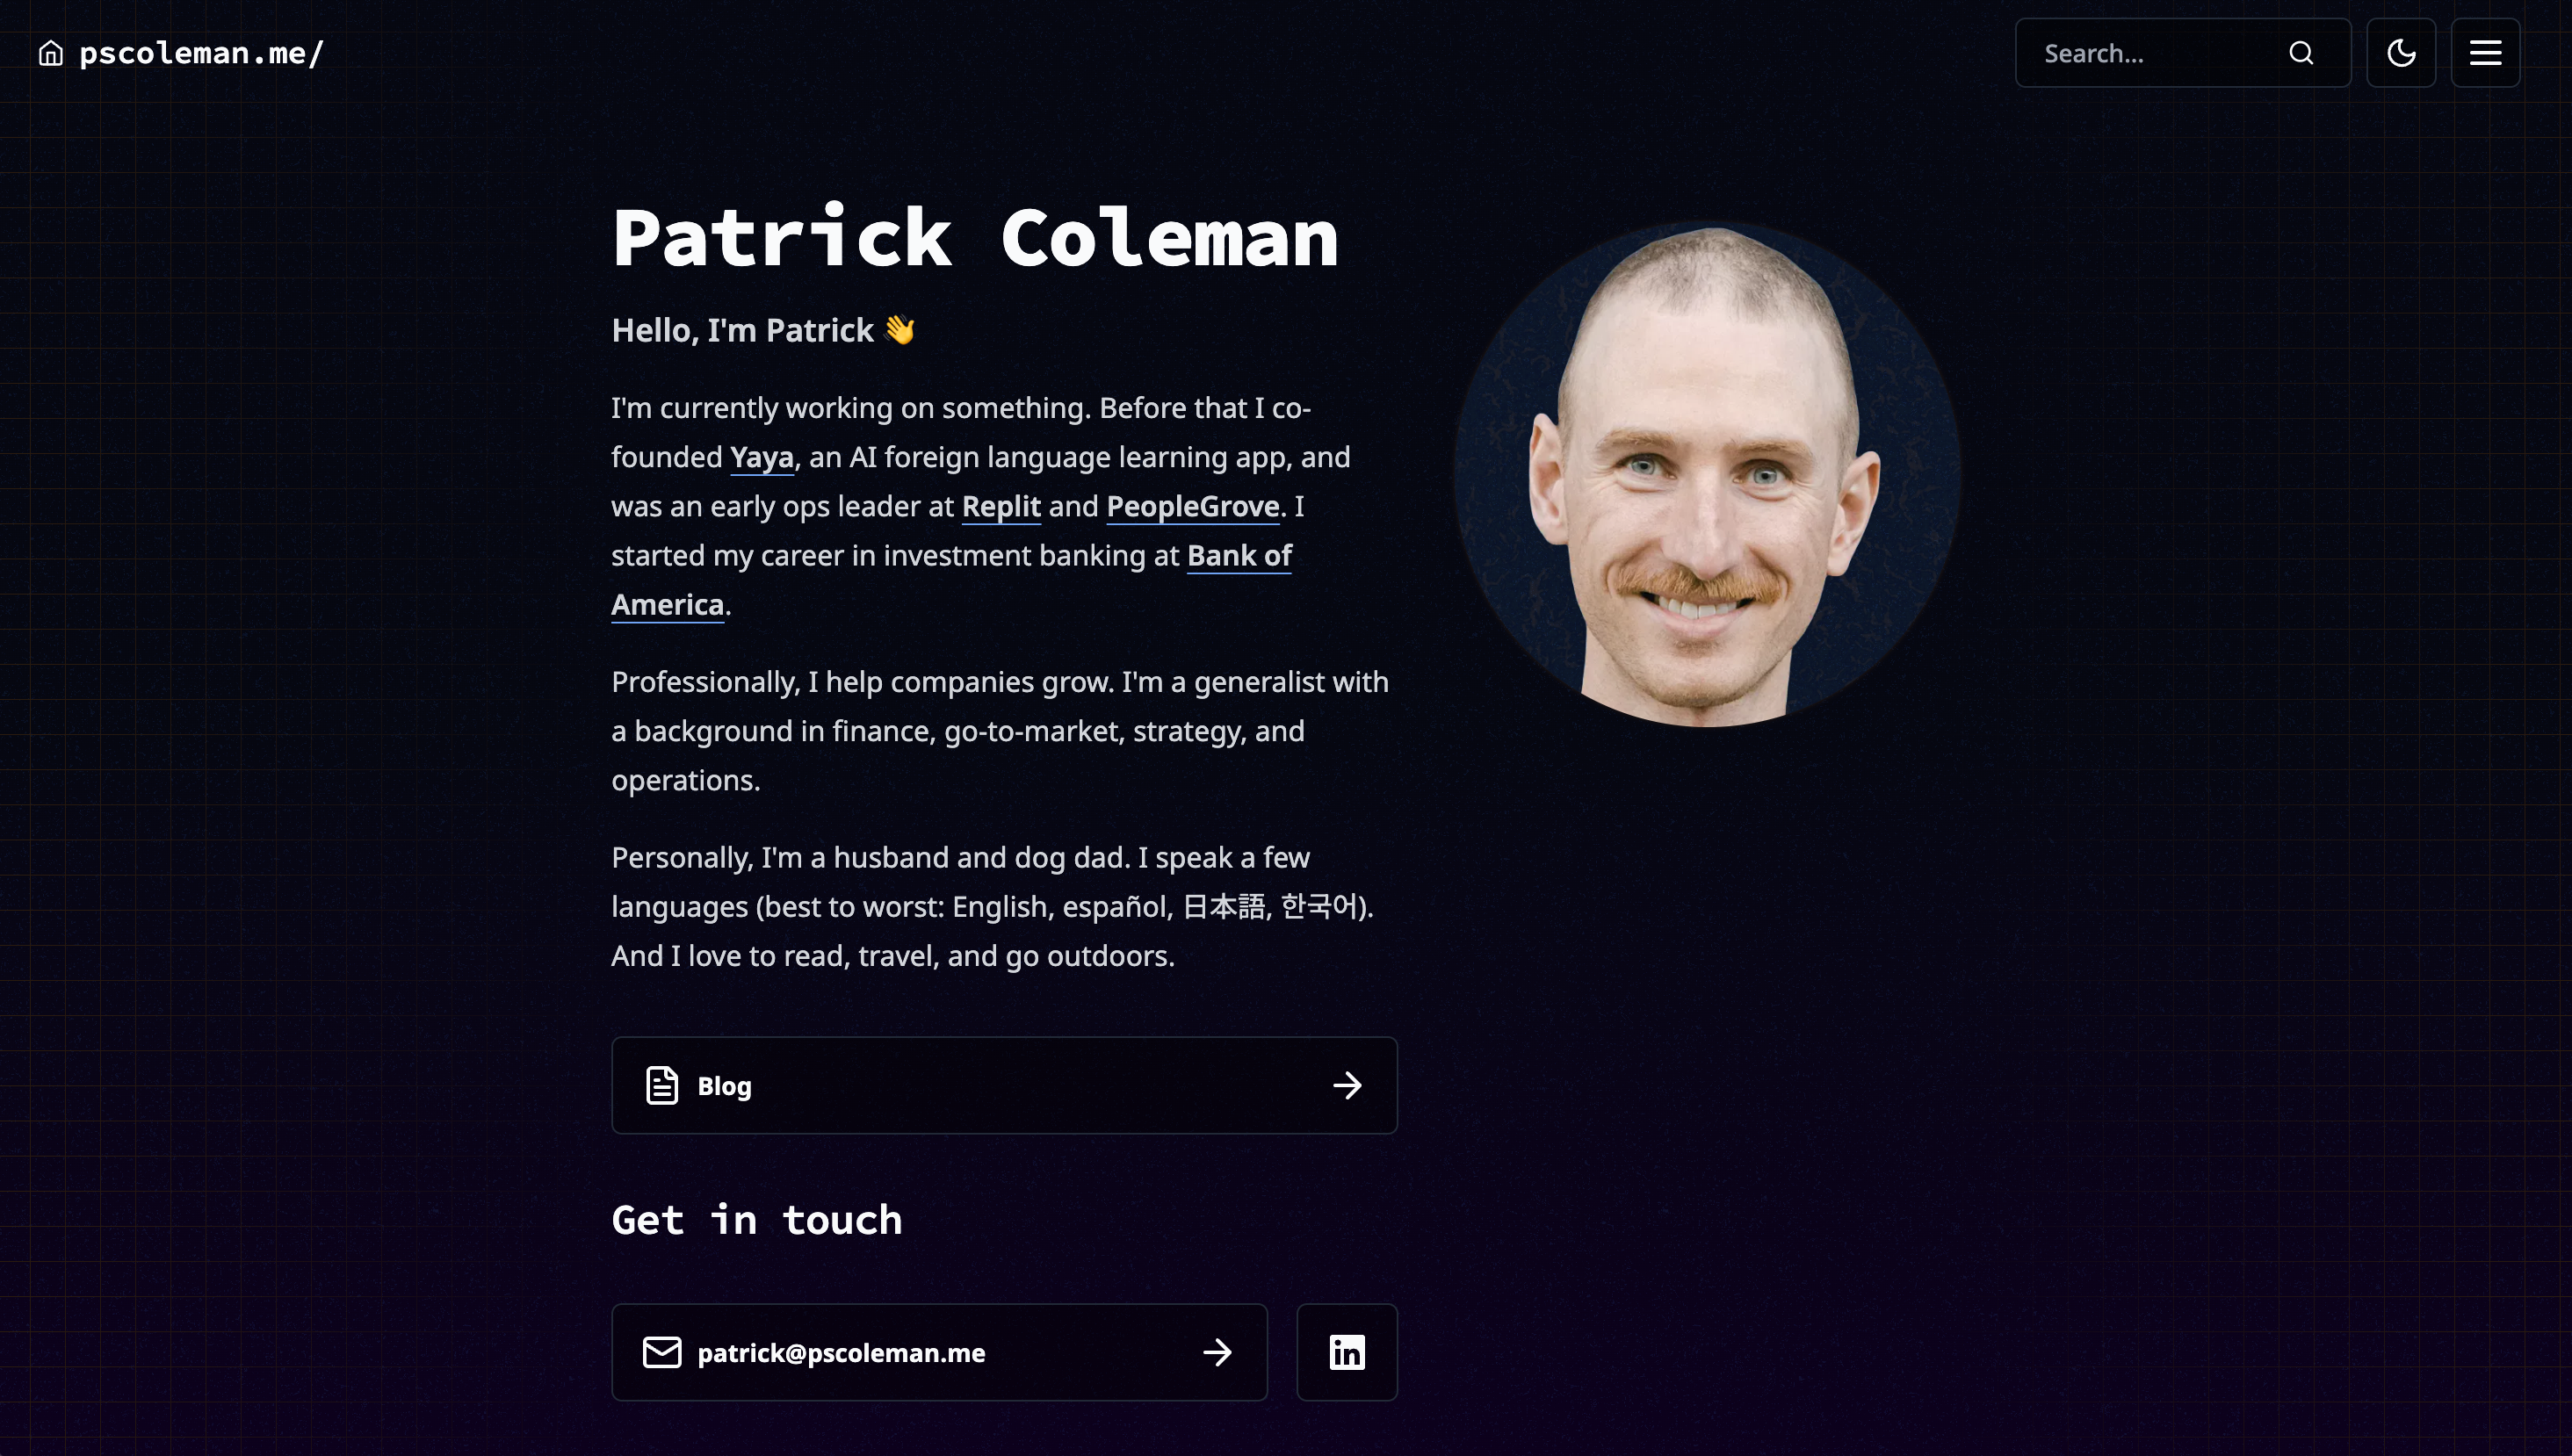 pscoleman.me/
Search...
Patrick Coleman
Hello, I'm Patrick 👋
I'm currently working on something. Before that I co-
founded Yaya, an AI foreign language learning app, and
was an early ops leader at Replit and PeopleGrove. I
started my career in investment banking at Bank of
America.
Professionally, I help companies grow. I'm a generalist with
a background in finance, go-to-market, strategy, and
operations.
Personally, I'm a husband and dog dad. I speak a few
languages (best to worst: English, español, 日本語, 한국어).
And I love to read, travel, and go outdoors.
Blog
Get in touch
patrick@pscoleman.me
in